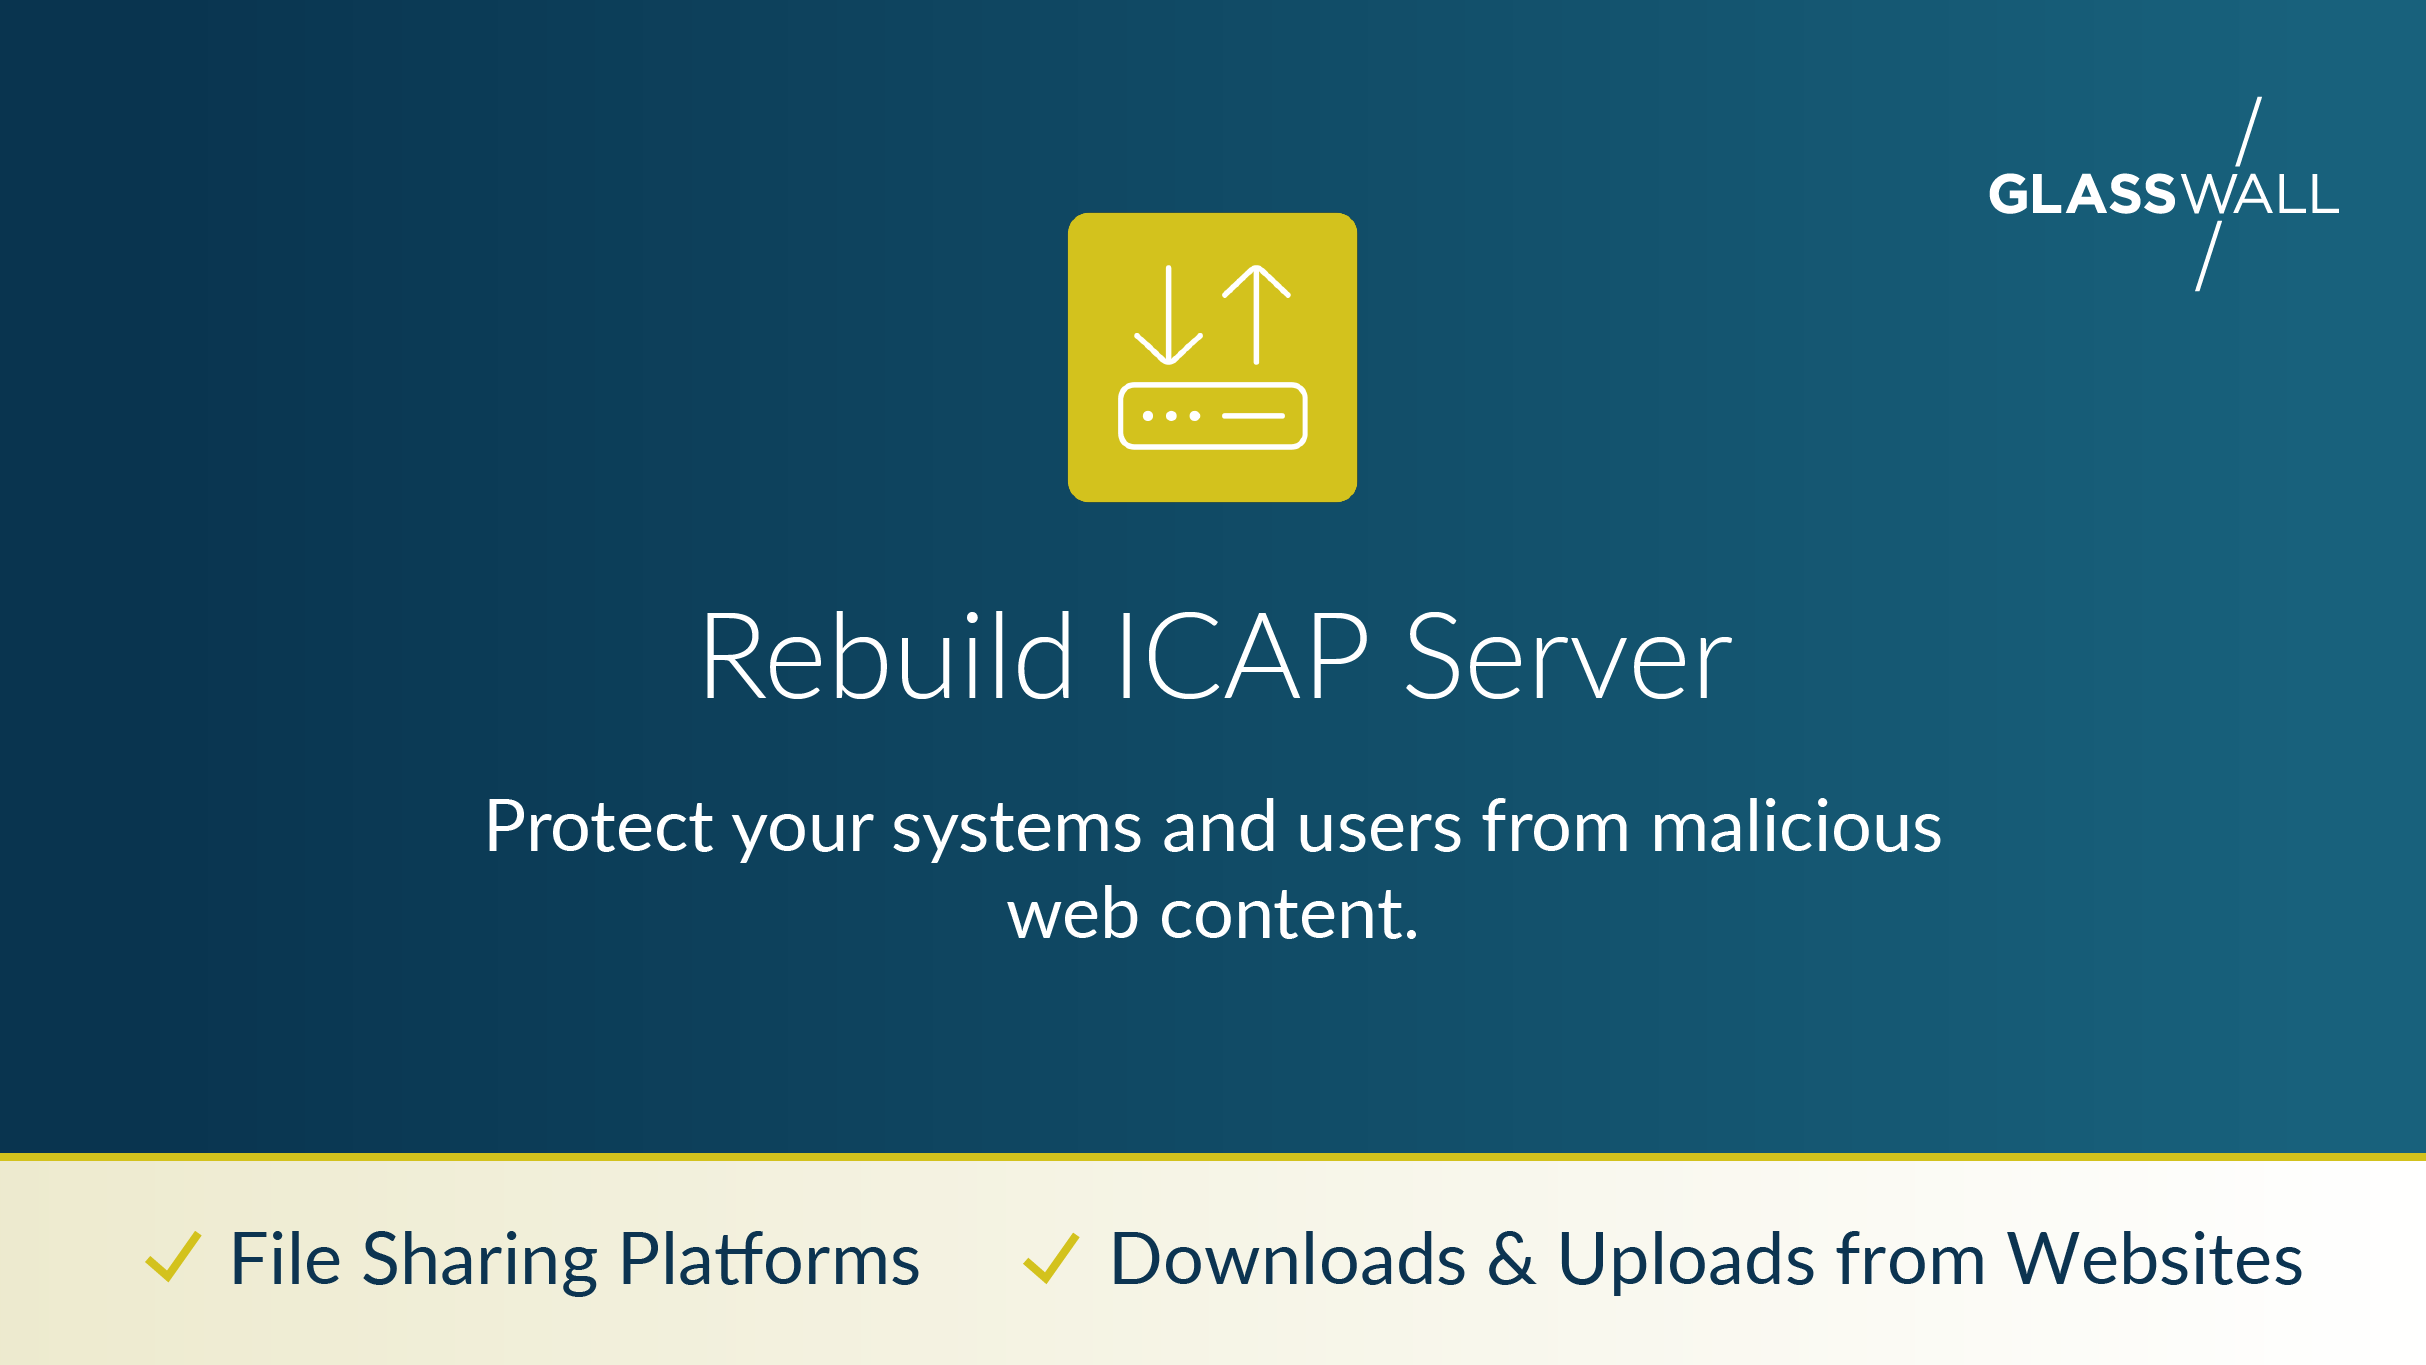 GLASSWALL
Rebuild ICAP Server
Protect your systems and users from malicious
web content.
File Sharing Platforms
Downloads & Uploads from Websites